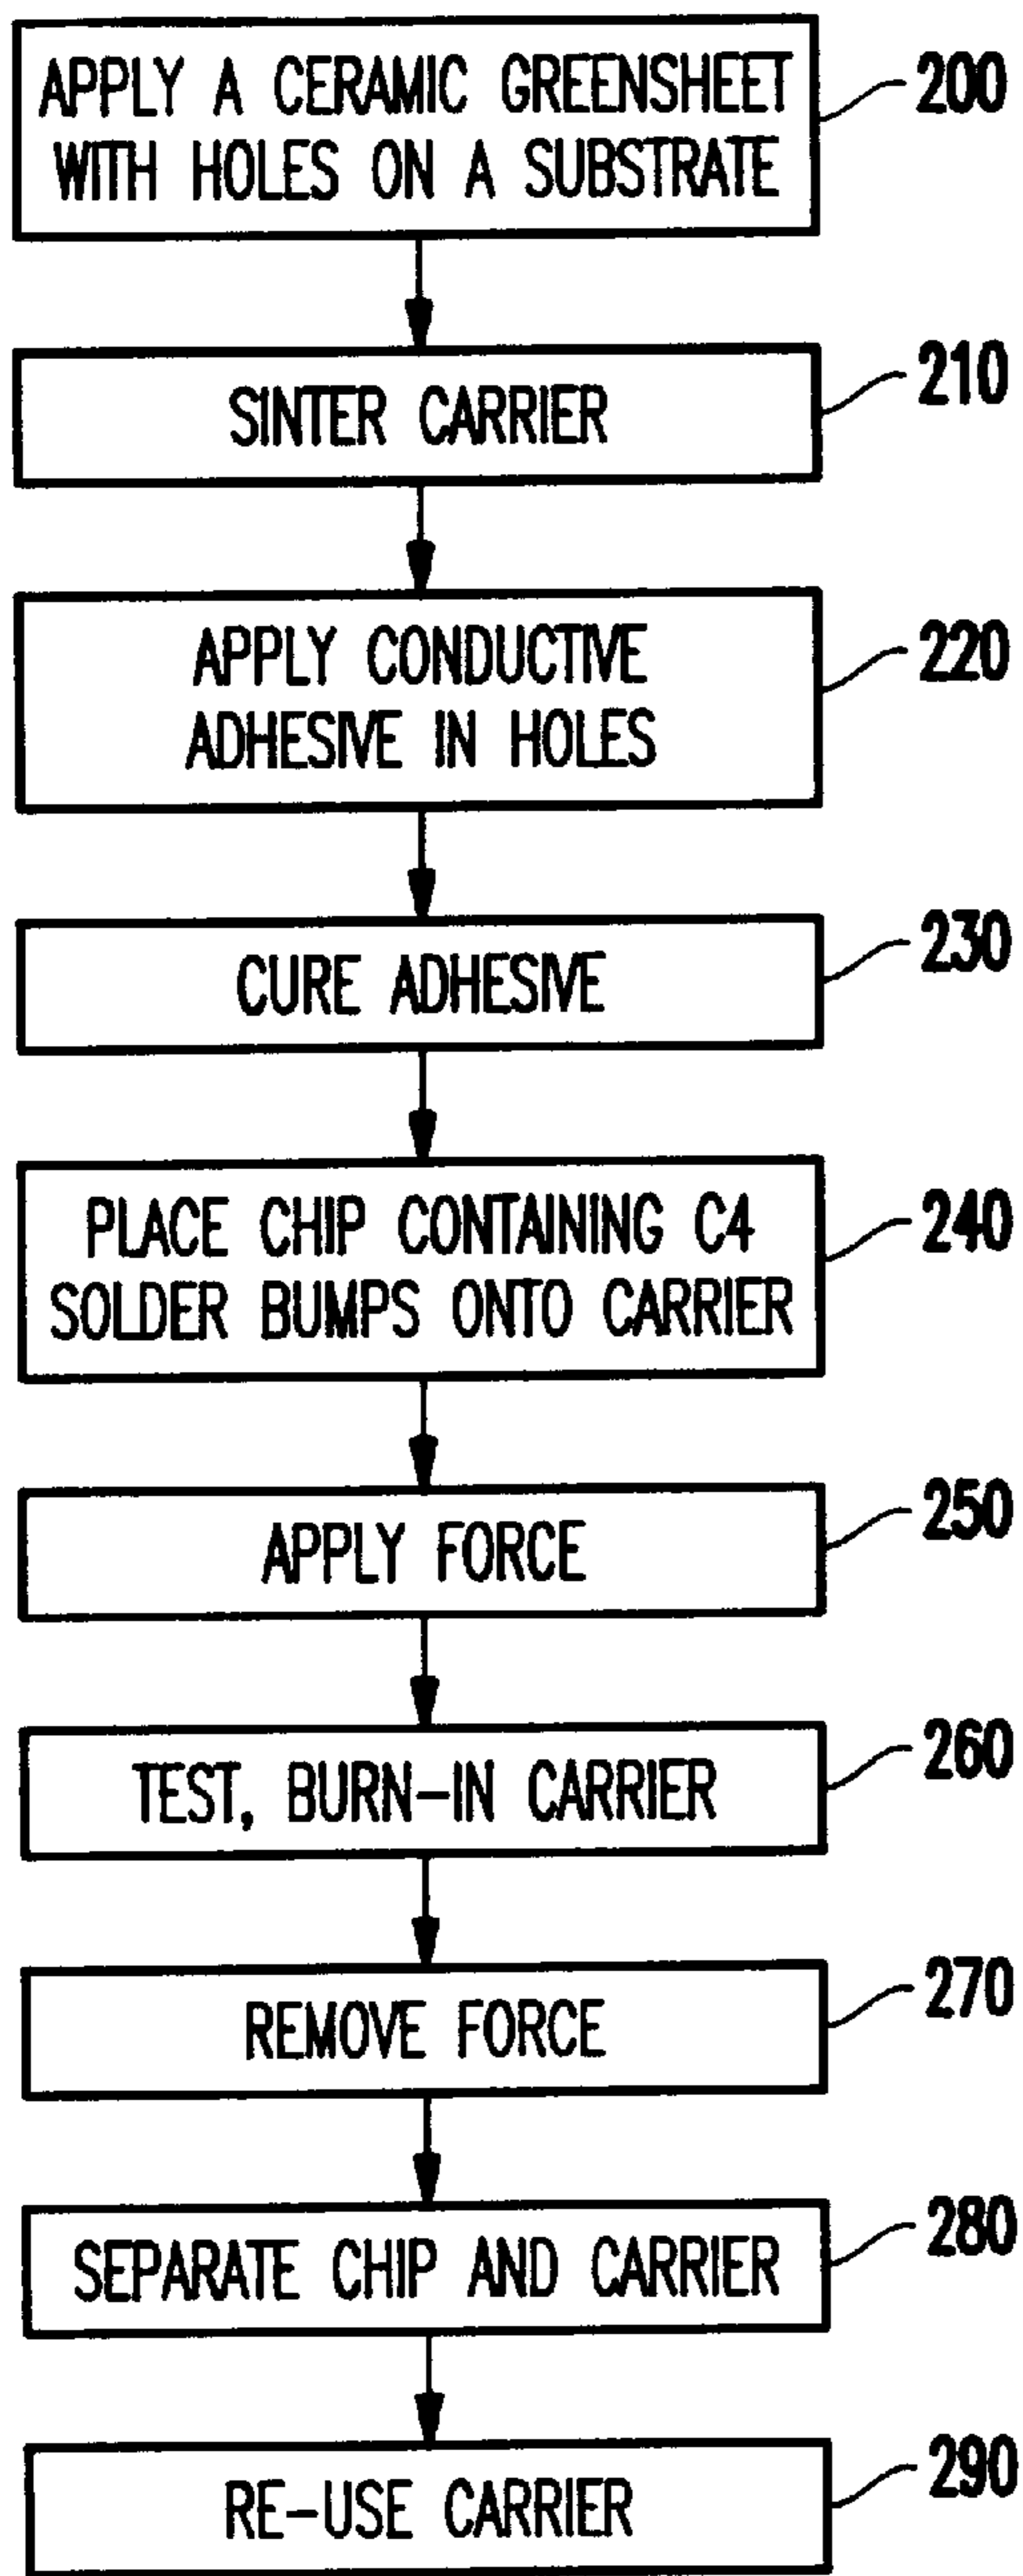 APPLY A CERAMIC GREENSHEET
WITH HOLES ON A SUBSTRATE
200
SINTER CARRIER
210
APPLY CONDUCTIVE
ADHESIVE IN HOLES
220
CURE ADHESIVE
230
PLACE CHIP CONTAINING C4
SOLDER BUMPS ONTO CARRIER
240
APPLY FORCE
250
TEST, BURN-IN CARRIER
260
REMOVE FORCE
270
SEPARATE CHIP AND CARRIER
280
RE-USE CARRIER
290